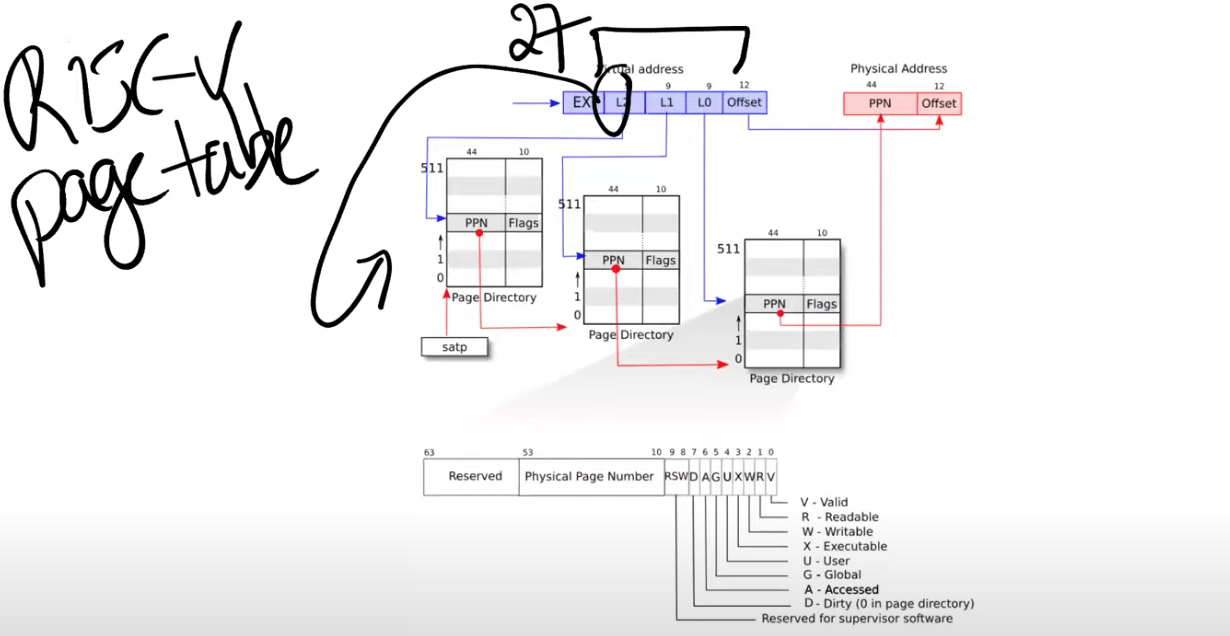 RISC-V
page table
27
Virtual address
9 9 12
EXT L2 L1 L0 Offset
Physical Address
44 12
PPN Offset
44 10
511
PPN Flags
1
0
Page Directory
satp
44 10
511
PPN Flags
1
0
Page Directory
44 10
511
PPN Flags
1
0
Page Directory
63 53 10 9 8 7 6 5 4 3 2 1 0
Reserved Physical Page Number RSW D A G U X W R V
V - Valid
R - Readable
W - Writable
X - Executable
U - User
G - Global
A - Accessed
D - Dirty (0 in page directory)
Reserved for supervisor software